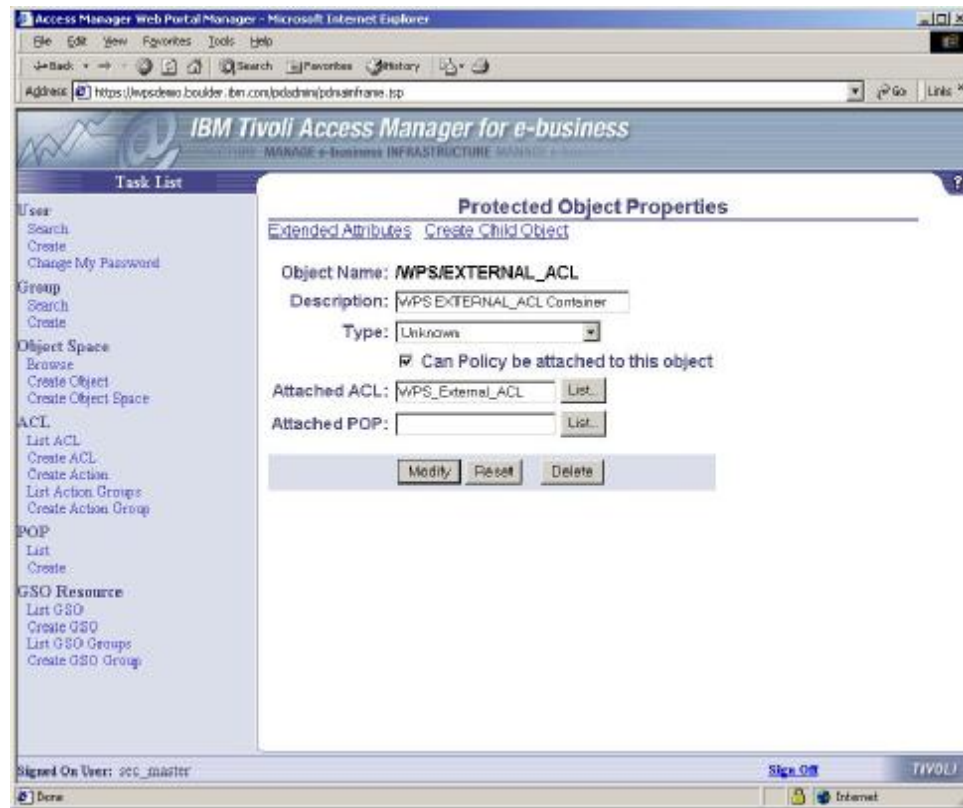 Access Manager Web Portal Manager - Microsoft Internet Explorer
File Edit View Favorites Tools Help
Back Search Favorites History
Address https://wpsdemo.boulder.ibm.com/pdadmin/pdmainframe.jsp Go Links
IBM Tivoli Access Manager for e-business
MANAGE e-business INFRASTRUCTURE
Task List
?
User
Search
Create
Change My Password
Group
Search
Create
Object Space
Browse
Create Object
Create Object Space
ACL
List ACL
Create ACL
Create Action
List Action Groups
Create Action Group
POP
List
Create
GSO Resource
List GSO
Create GSO
List GSO Groups
Create GSO Group
Protected Object Properties
Extended Attributes Create Child Object
Object Name: /WPS/EXTERNAL_ACL
Description: WPS EXTERNAL_ACL Container
Type: Unknown
Can Policy be attached to this object
Attached ACL: WPS_External_ACL List...
Attached POP: List...
Modify Reset Delete
Signed On User: sec_master Sign Off TIVOLI
Done Internet